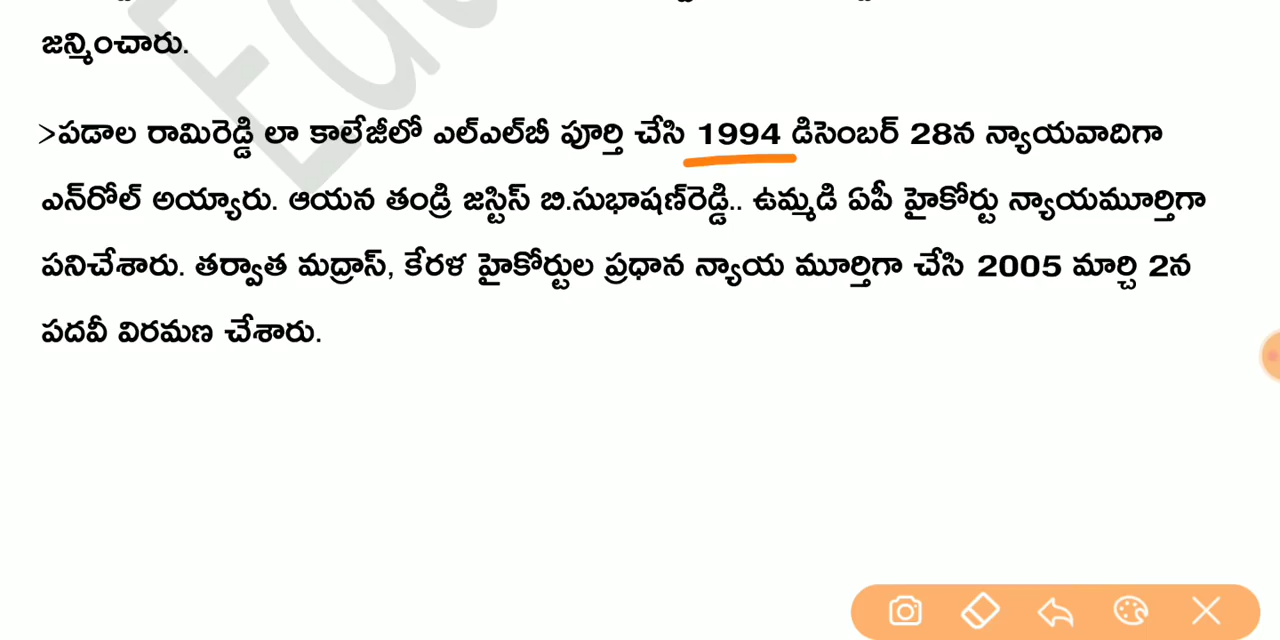 జన్మించారు.
>పడాల రామిరెడ్డి లా కాలేజీలో ఎల్ఎల్‌బీ పూర్తి చేసి 1994 డిసెంబర్ 28న న్యాయవాదిగా
ఎన్‌రోల్ అయ్యారు. ఆయన తండ్రి జస్టిస్ బి.సుభాషణ్‌రెడ్డి.. ఉమ్మడి ఏపీ హైకోర్టు న్యాయమూర్తిగా
పనిచేశారు. తర్వాత మద్రాస్, కేరళ హైకోర్టుల ప్రధాన న్యాయ మూర్తిగా చేసి 2005 మార్చి 2న
పదవీ విరమణ చేశారు.